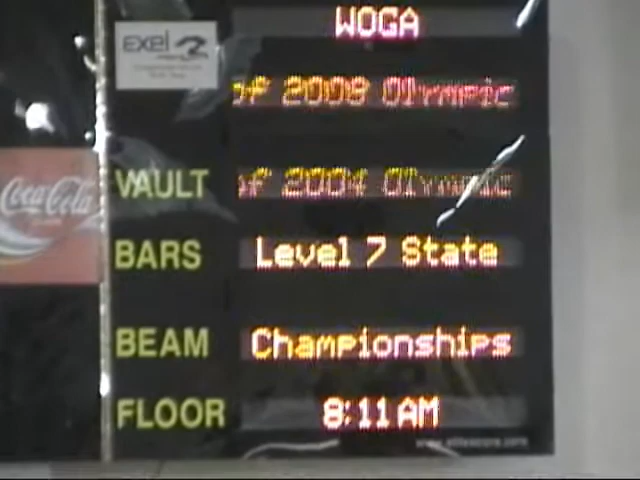 WOGA
exel
of 2008 Olympic
Coca-Cola
VAULT of 2004 Olympic
BARS Level 7 State
BEAM Championships
FLOOR 8:11 AM